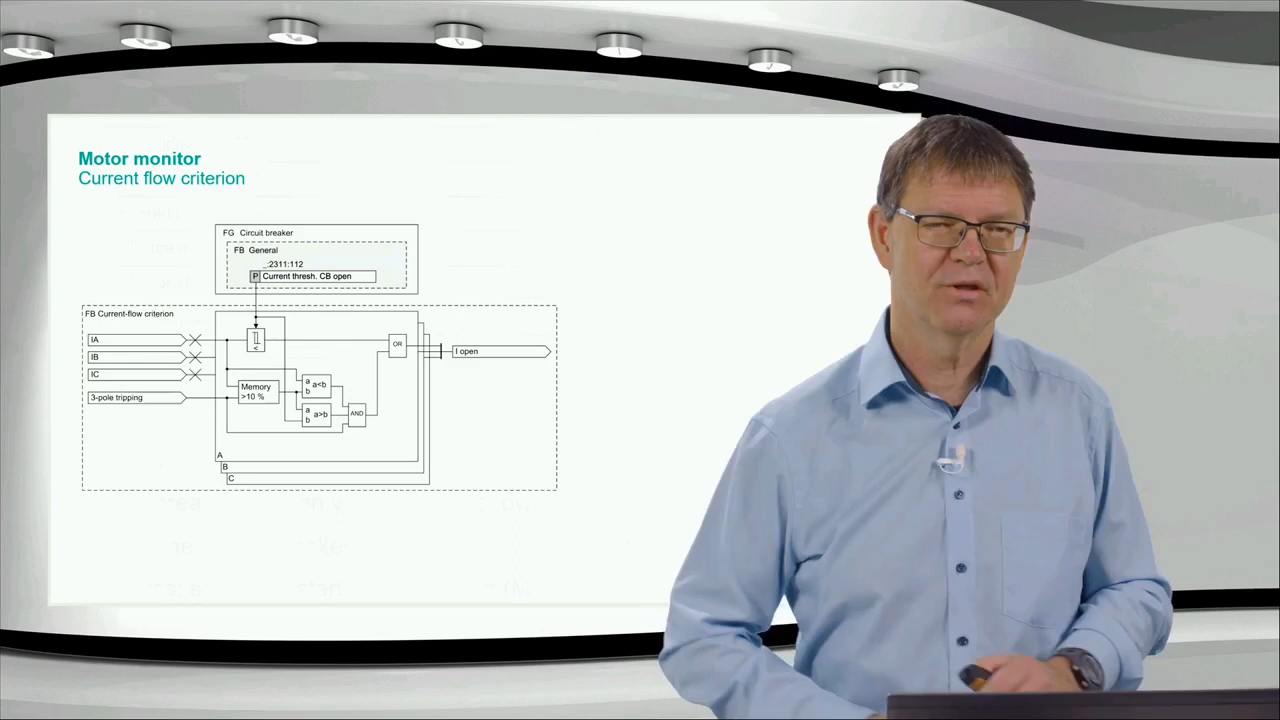 Motor monitor
Current flow criterion
FG Circuit breaker
FB General
_:2311:112
P Current thresh. CB open
FB Current-flow criterion
IA
IB
IC
3-pole tripping
<
OR
I open
Memory
>10 %
a
b
a<b
a
b
a>b
AND
A
B
C